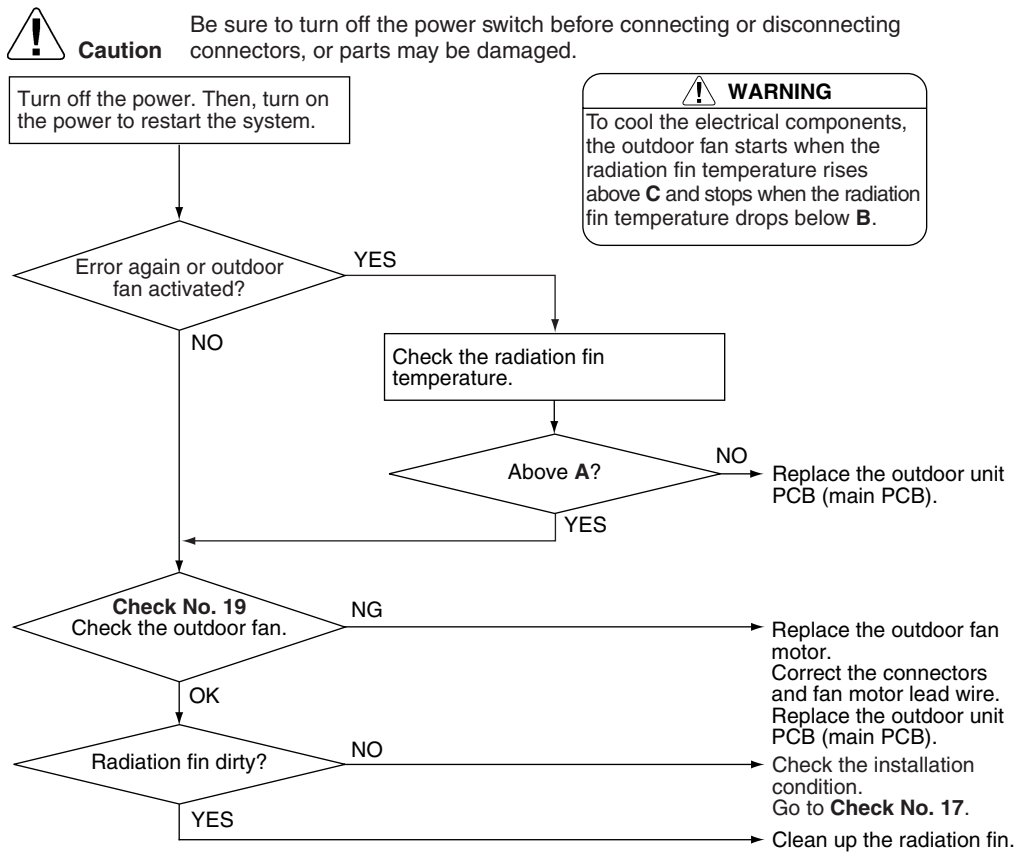 Be sure to turn off the power switch before connecting or disconnecting
Caution connectors, or parts may be damaged.
Turn off the power. Then, turn on
the power to restart the system.
WARNING
To cool the electrical components,
the outdoor fan starts when the
radiation fin temperature rises
above C and stops when the radiation
fin temperature drops below B.
Error again or outdoor
fan activated?
YES
NO
Check the radiation fin
temperature.
Above A?
NO
Replace the outdoor unit
PCB (main PCB).
YES
Check No. 19
Check the outdoor fan.
NG
Replace the outdoor fan
motor.
Correct the connectors
and fan motor lead wire.
Replace the outdoor unit
PCB (main PCB).
OK
Radiation fin dirty?
NO
Check the installation
condition.
Go to Check No. 17.
YES
Clean up the radiation fin.